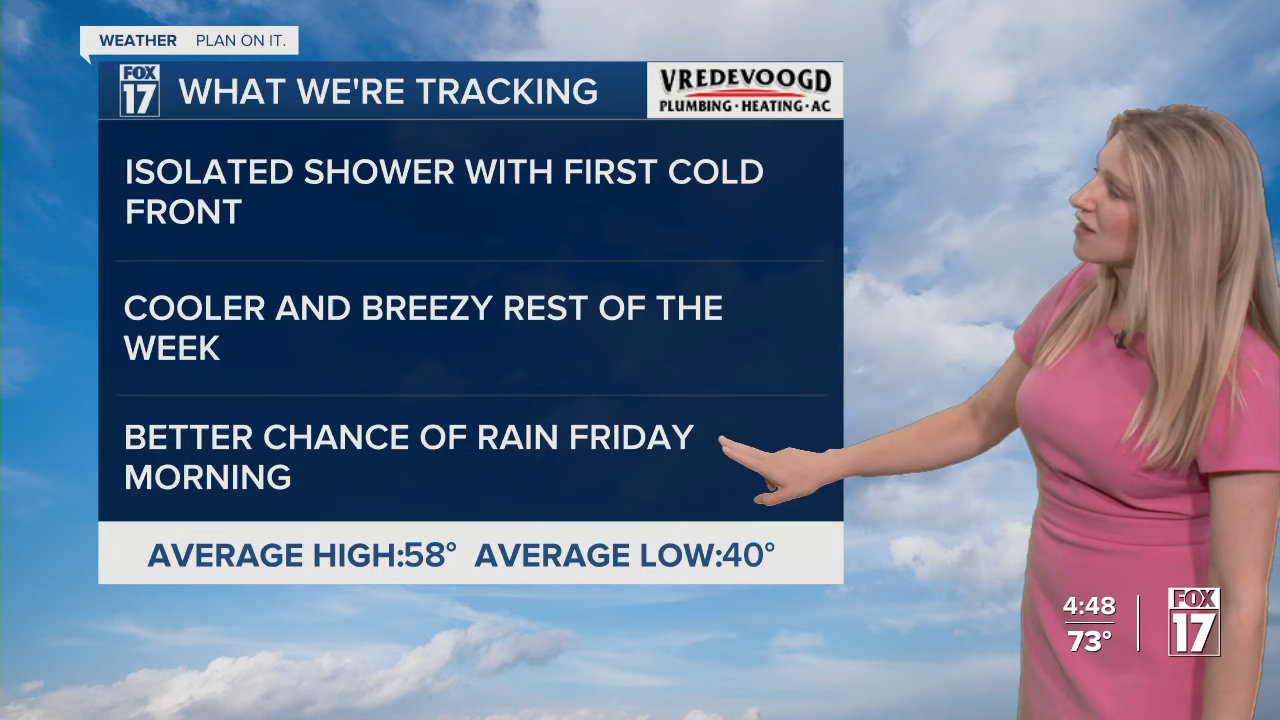 WEATHER PLAN ON IT.
FOX
17
WHAT WE'RE TRACKING
VREDEVOOGD
PLUMBING · HEATING · AC
ISOLATED SHOWER WITH FIRST COLD
FRONT
COOLER AND BREEZY REST OF THE
WEEK
BETTER CHANCE OF RAIN FRIDAY
MORNING
AVERAGE HIGH:58° AVERAGE LOW:40°
4:48
73°
FOX
17